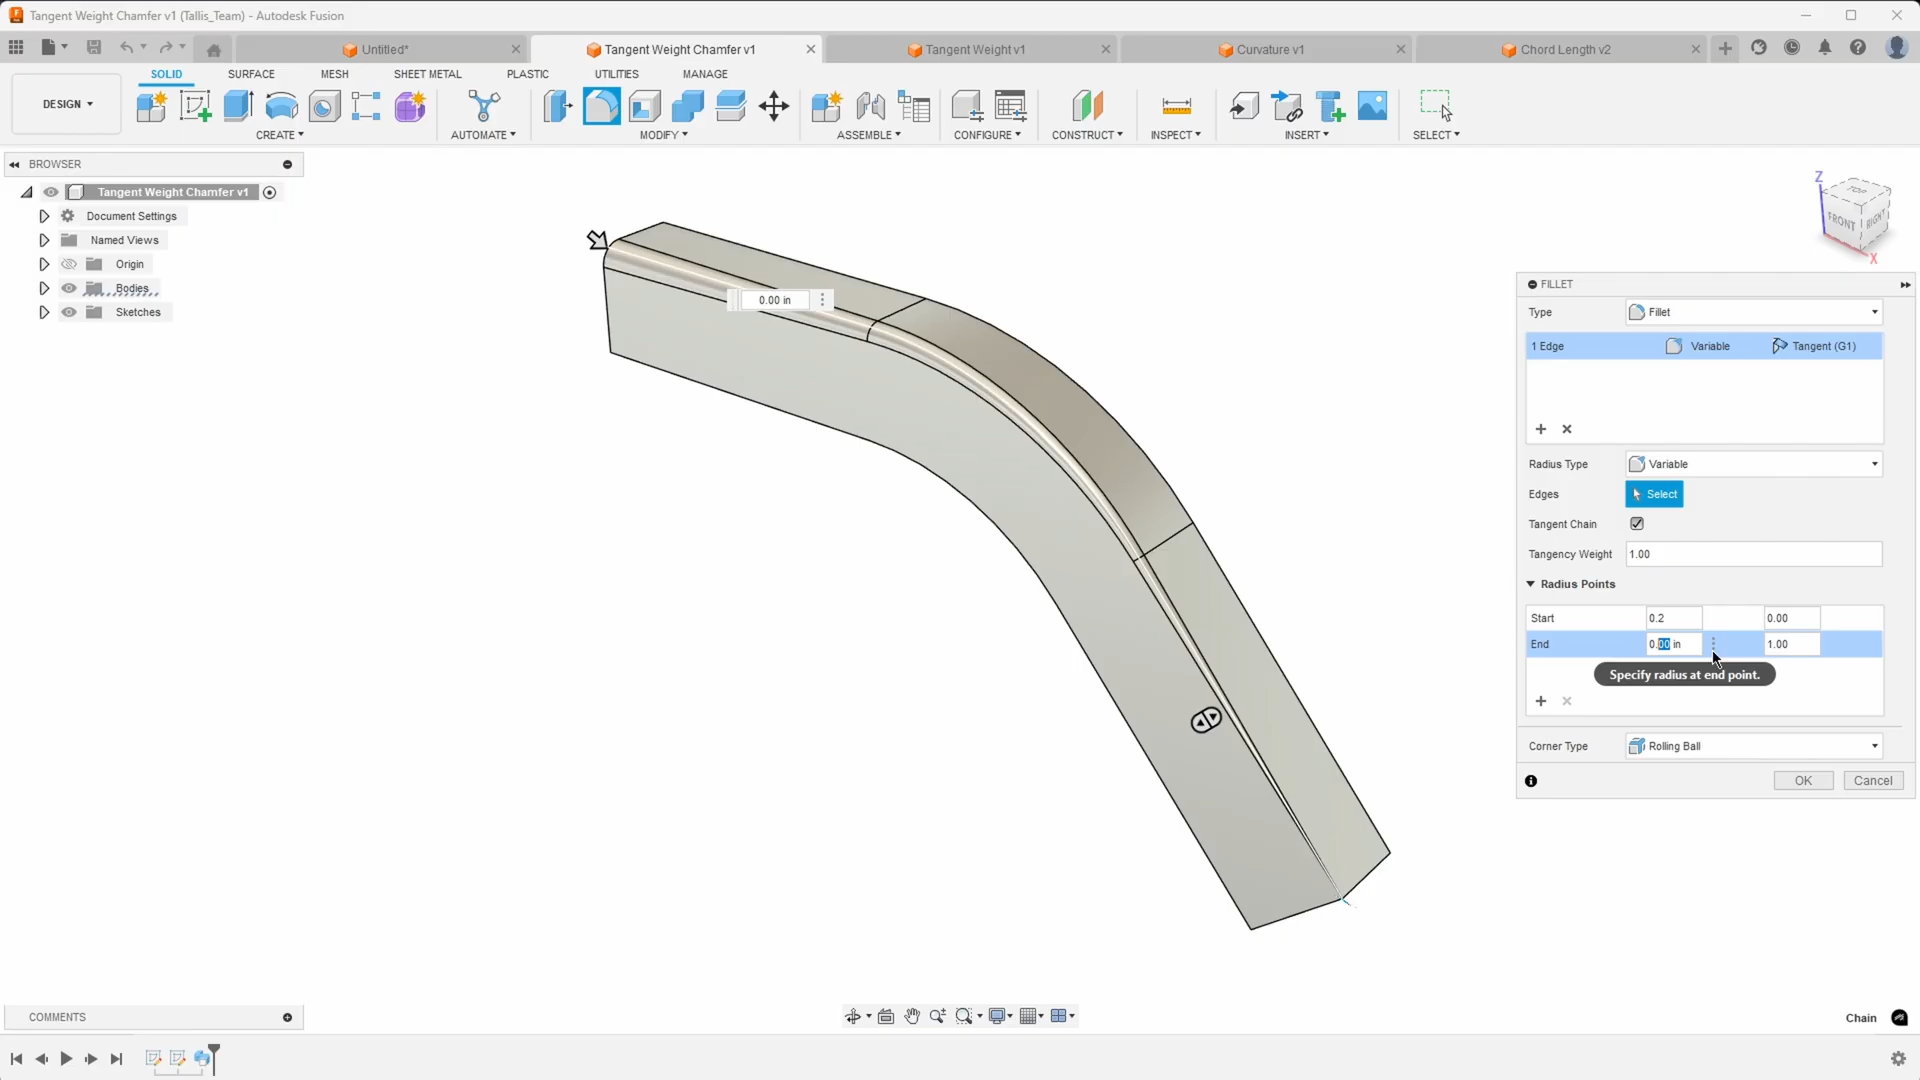 Tangent Weight Chamfer v1 (Tallis_Team) - Autodesk Fusion
Untitled*
Tangent Weight Chamfer v1
Tangent Weight v1
Curvature v1
Chord Length v2
DESIGN
SOLID
SURFACE
MESH
SHEET METAL
PLASTIC
UTILITIES
MANAGE
CREATE
AUTOMATE
MODIFY
ASSEMBLE
CONFIGURE
CONSTRUCT
INSPECT
INSERT
SELECT
BROWSER
Tangent Weight Chamfer v1
Document Settings
Named Views
Origin
Bodies
Sketches
0.00 in
Z
TOP
FRONT
RIGHT
X
FILLET
Type
Fillet
1 Edge
Variable
Tangent (G1)
Radius Type
Variable
Edges
Select
Tangent Chain
Tangency Weight
1.00
Radius Points
Start
0.2
0.00
End
0.00 in
1.00
Specify radius at end point.
Corner Type
Rolling Ball
OK
Cancel
COMMENTS
Chain